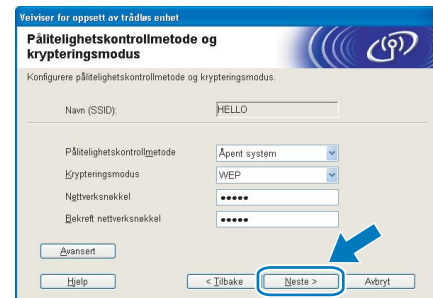 Veiviser for oppsett av trådløs enhet
Pålitelighetskontrollmetode og
krypteringsmodus
Konfigurere pålitelighetskontrollmetode og krypteringsmodus.
Navn (SSID): HELLO
Pålitelighetskontrollmetode Åpent system
Krypteringsmodus WEP
Nettverksnøkkel •••••
Bekreft nettverksnøkkel •••••
Avansert
Hjelp < Tilbake Neste > Avbryt